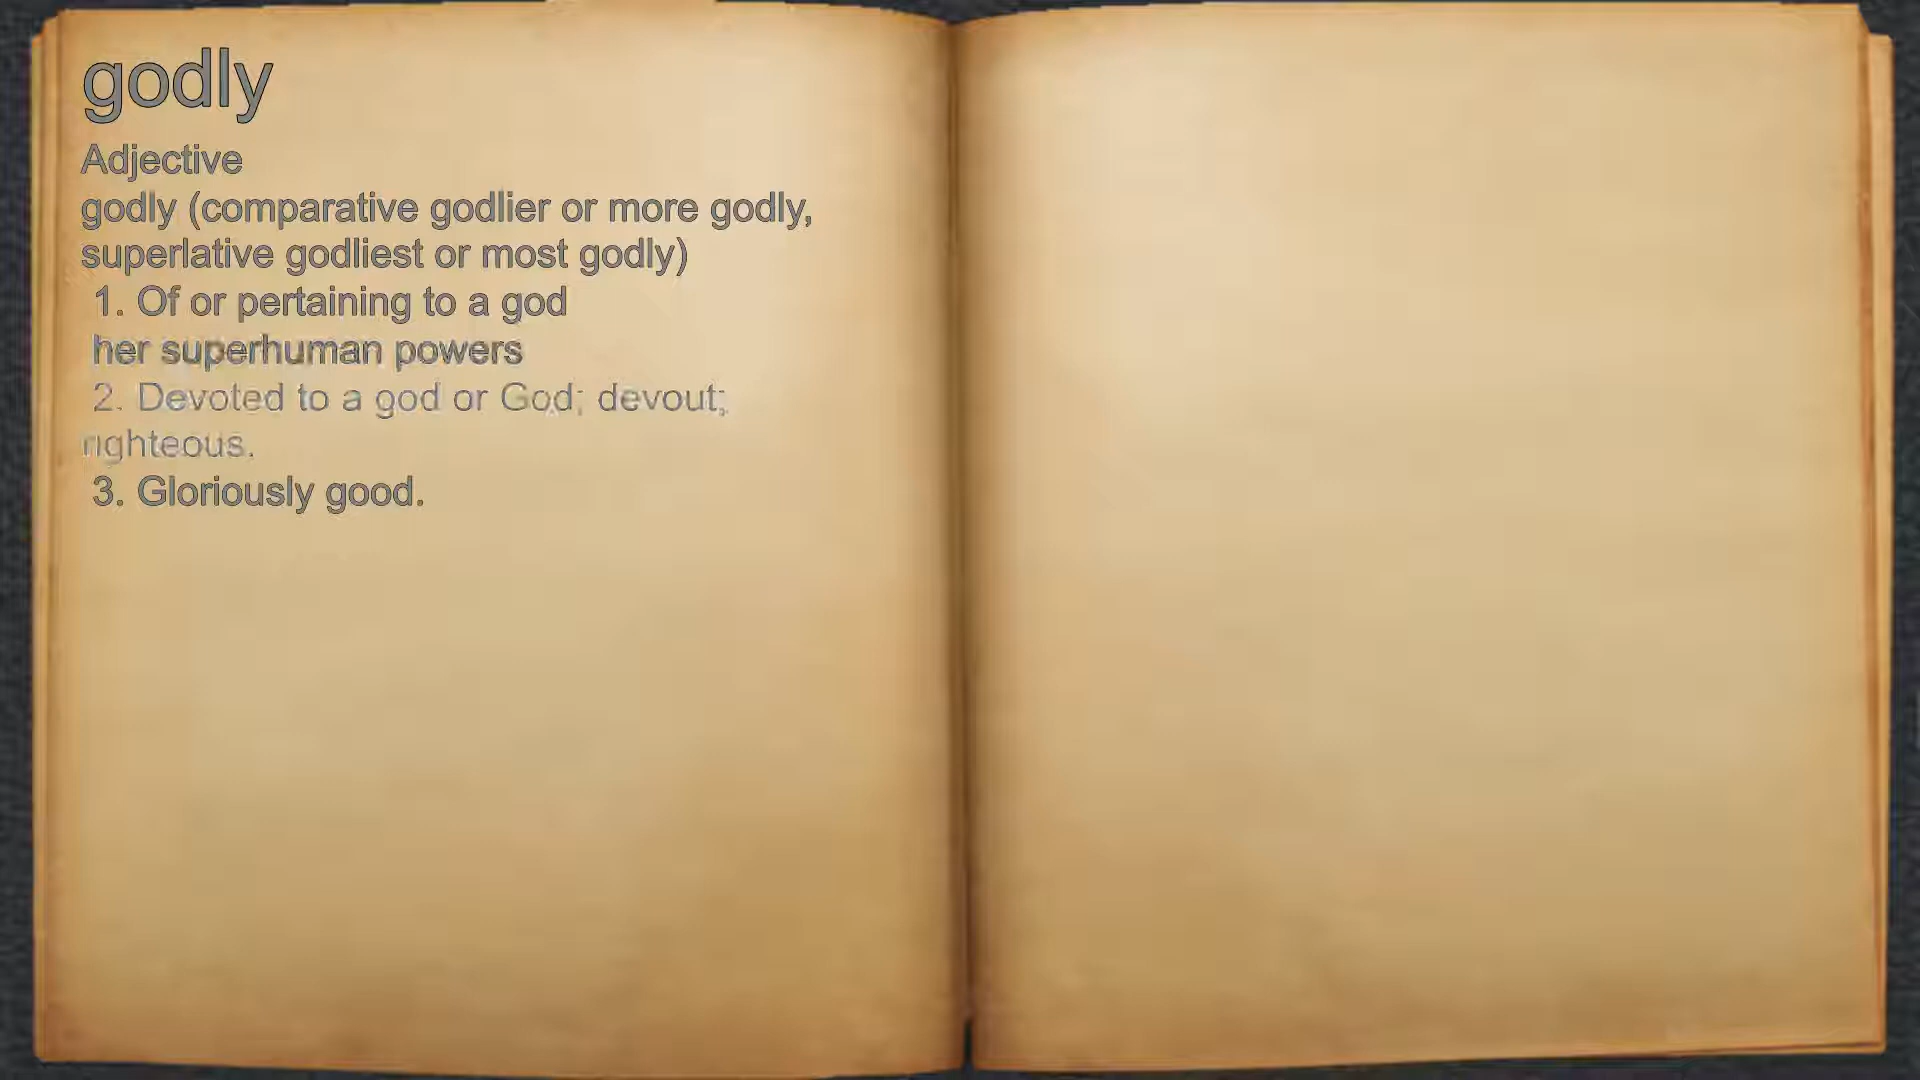 godly
Adjective
godly (comparative godlier or more godly,
superlative godliest or most godly)
1. Of or pertaining to a god
her superhuman powers
2. Devoted to a god or God; devout;
righteous.
3. Gloriously good.